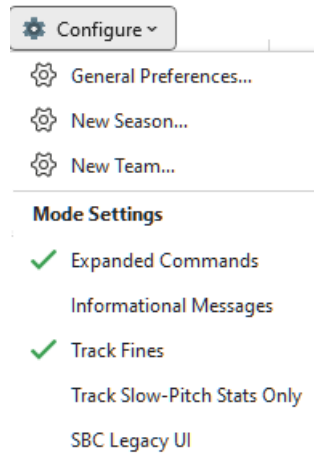 Configure
General Preferences...
New Season...
New Team...
Mode Settings
Expanded Commands
Informational Messages
Track Fines
Track Slow-Pitch Stats Only
SBC Legacy UI